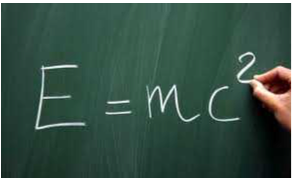 E = mc²